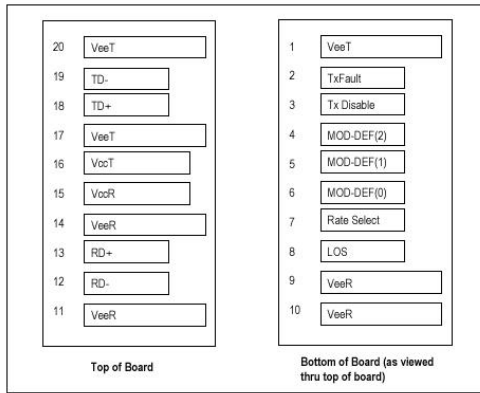 20 VeeT
19 TD-
18 TD+
17 VeeT
16 VccT
15 VccR
14 VeeR
13 RD+
12 RD-
11 VeeR
Top of Board
1 VeeT
2 TxFault
3 Tx Disable
4 MOD-DEF(2)
5 MOD-DEF(1)
6 MOD-DEF(0)
7 Rate Select
8 LOS
9 VeeR
10 VeeR
Bottom of Board (as viewed
thru top of board)